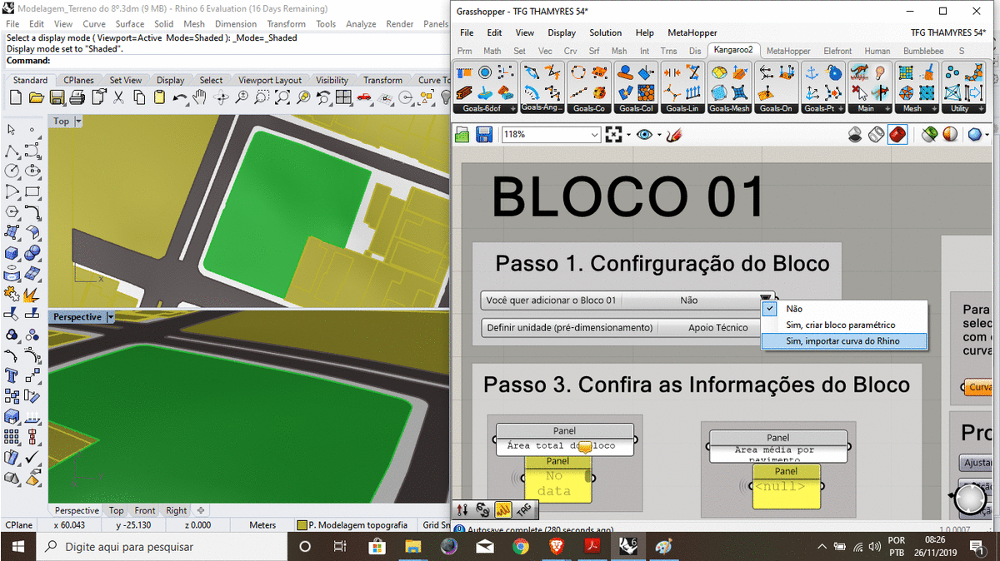 Modelagem_Terreno do 8º.3dm (9 MB) - Rhino 6 Evaluation (16 Days Remaining)
File Edit View Curve Surface Solid Mesh Dimension Transform Tools Analyze Render Panels
Select a display mode ( Viewport=Active Mode=Shaded ): _Mode=_Shaded
Display mode set to "Shaded".
Command:
Standard CPlanes Set View Display Select Viewport Layout Visibility Transform Curve To
Top
x
Perspective
Perspective Top Front Right
CPlane x 60.043 y -25.130 z 0.000 Meters P. Modelagem topografia Grid Sn
Grasshopper - TFG THAMYRES 54*
File Edit View Display Solution Help MetaHopper TFG THAMYRES 54*
Prm Math Set Vec Crv Srf Msh Int Trns Dis Kangaroo2 MetaHopper Elefront Human Bumblebee S
Goals-6dof Goals-Ang... Goals-Co Goals-Col Goals-Lin Goals-Mesh Goals-On Goals-Pt Main Mesh Utility
118%
BLOCO 01
Passo 1. Confirguração do Bloco
Você quer adicionar o Bloco 01 Não
Definir unidade (pré-dimensionamento) Apoio Técnico
Não
Sim, criar bloco paramétrico
Sim, importar curva do Rhino
Para
selec
com
curva
Curva
Passo 3. Confira as Informações do Bloco
Panel
Área total do loco
Panel
No
data
Panel
Área média por
pavimento
Panel
<null>
Pro
Ajustar
TAG
Autosave complete (280 seconds ago)
1.0.0007
Digite aqui para pesquisar
POR
PTB
08:26
26/11/2019
1